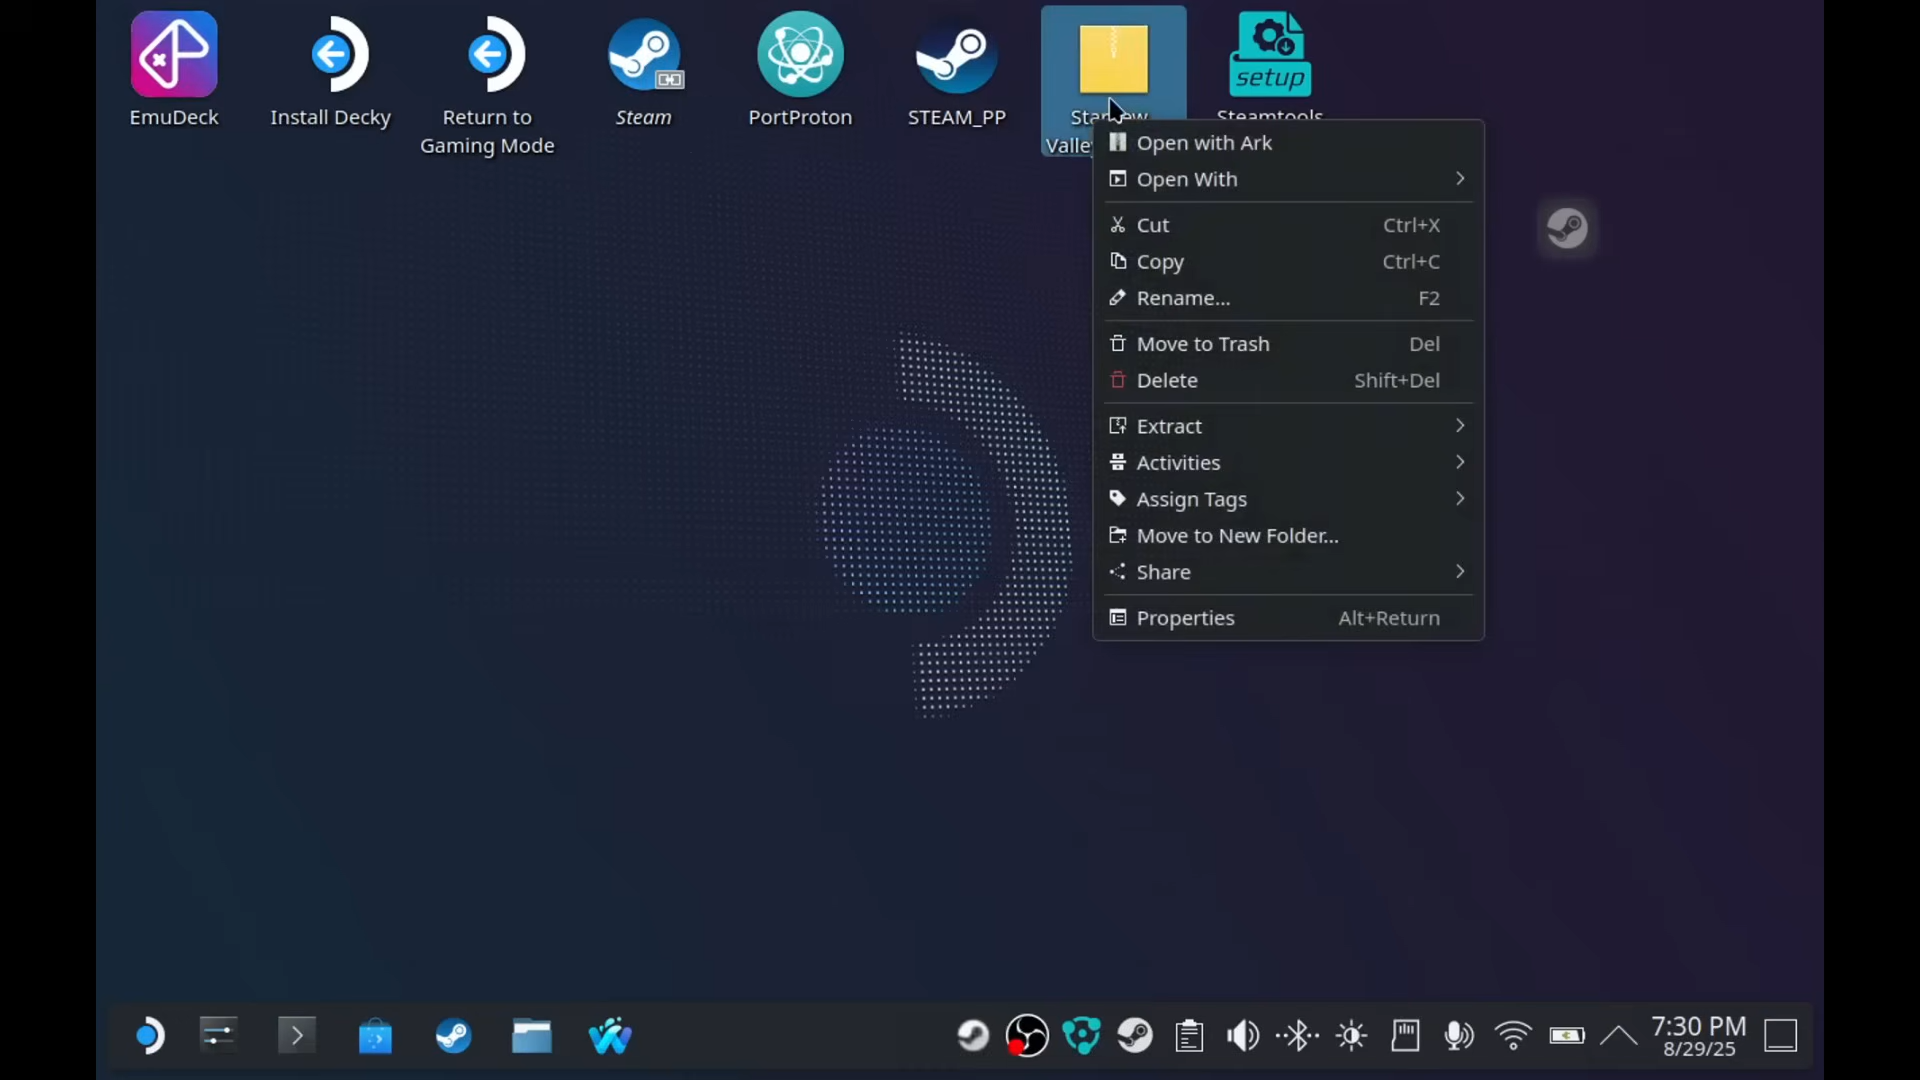 EmuDeck
Install Decky
Return to
Gaming Mode
Steam
PortProton
STEAM_PP
setup
Steamtools
Open with Ark
Open With
Cut Ctrl+X
Copy Ctrl+C
Rename... F2
Move to Trash Del
Delete Shift+Del
Extract
Activities
Assign Tags
Move to New Folder...
Share
Properties Alt+Return
7:30 PM
8/29/25